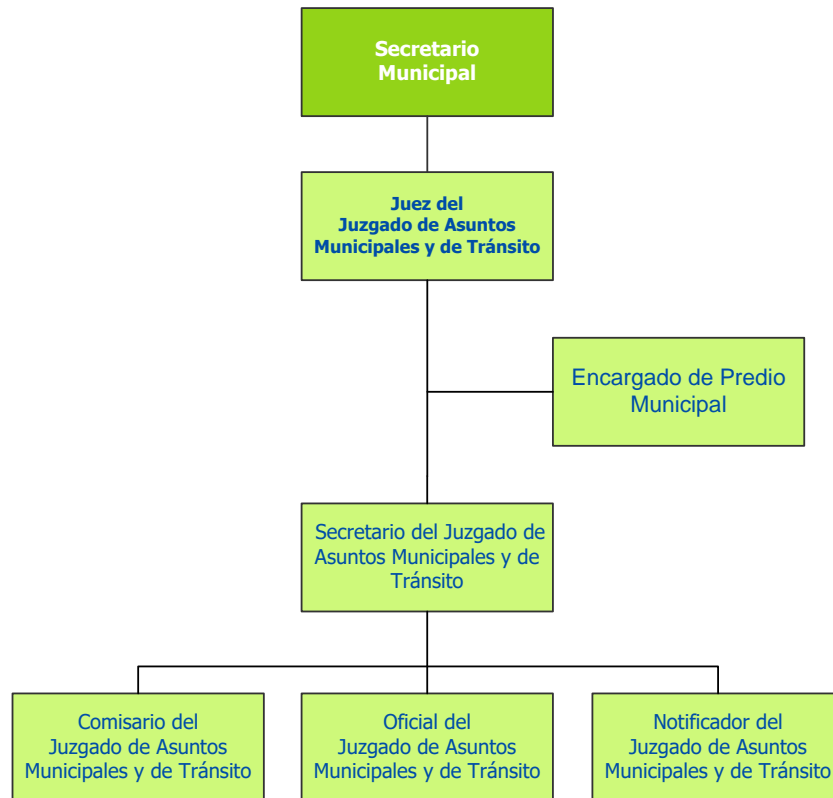 Secretario
Municipal
Juez del
Juzgado de Asuntos
Municipales y de Tránsito
Encargado de Predio
Municipal
Secretario del Juzgado de
Asuntos Municipales y de
Tránsito
Comisario del
Juzgado de Asuntos
Municipales y de Tránsito
Oficial del
Juzgado de Asuntos
Municipales y de Tránsito
Notificador del
Juzgado de Asuntos
Municipales y de Tránsito